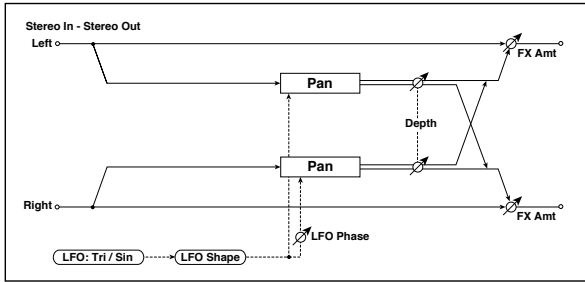 Stereo In - Stereo Out
Left
FX Amt
Pan
Depth
Pan
Right
FX Amt
LFO Phase
LFO: Tri / Sin
LFO Shape